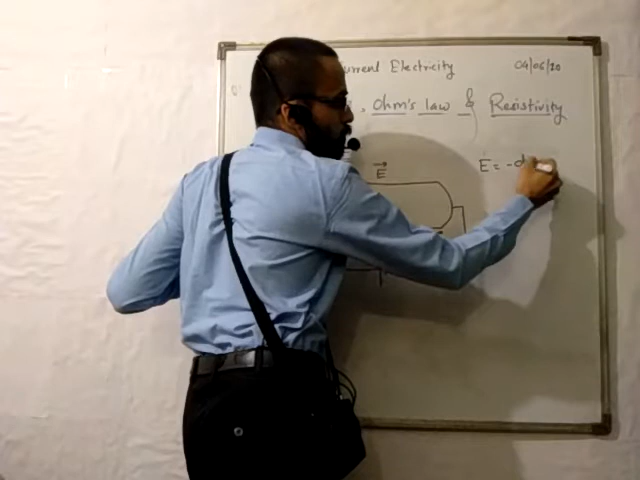 urrent Electricity 04/06/20
, Ohm's law & Resistivity
E
E = -d